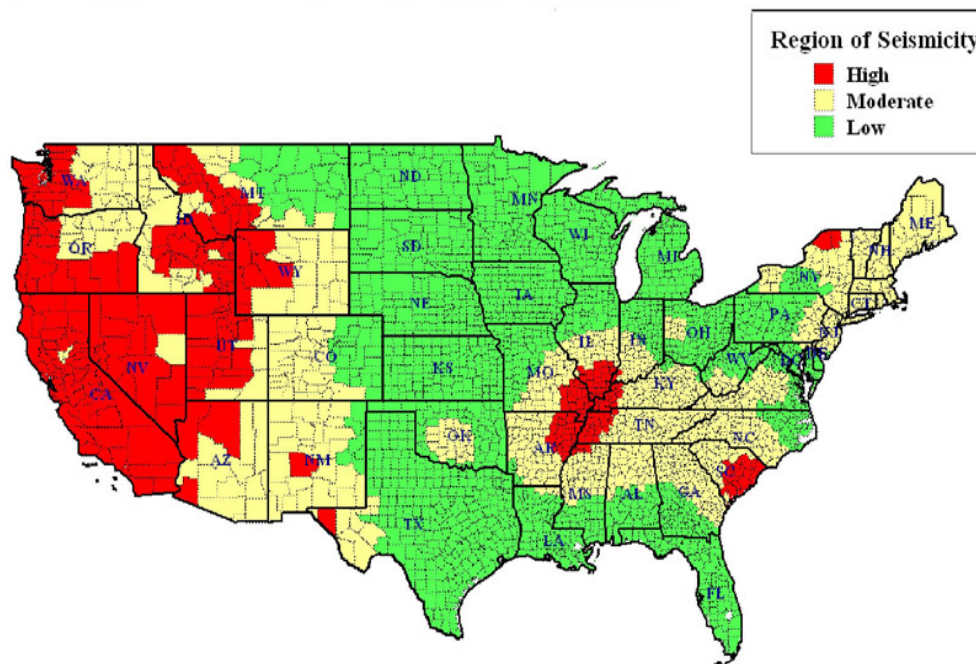 Region of Seismicity
High
Moderate
Low
WA
MT
ND
MN
ME
OR
ID
SD
WI
MI
NH
NY
WY
IA
NE
PA
CT
NJ
NV
UT
CO
IL
IN
OH
WV
CA
KS
MO
KY
AZ
NM
OK
AR
TN
NC
SC
MS
AL
GA
TX
LA
FL